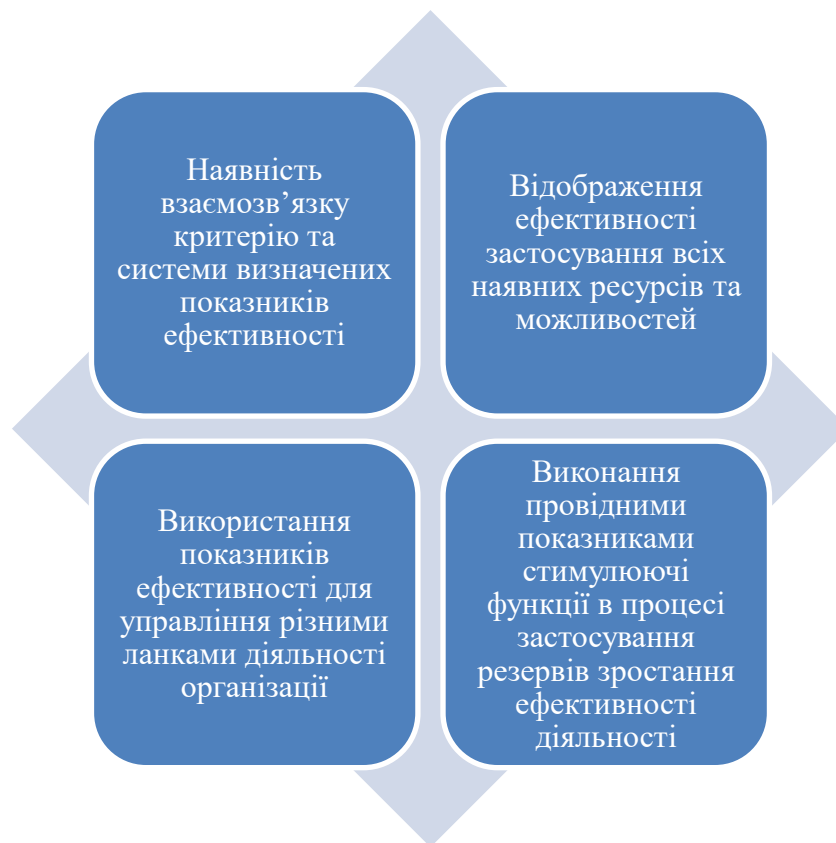 Наявність
взаємозв’язку
критерію та
системи визначених
показників
ефективності
Відображення
ефективності
застосування всіх
наявних ресурсів та
можливостей
Використання
показників
ефективності для
управління різними
ланками діяльності
організації
Виконання
провідними
показниками
стимулюючі
функції в процесі
застосування
резервів зростання
ефективності
діяльності